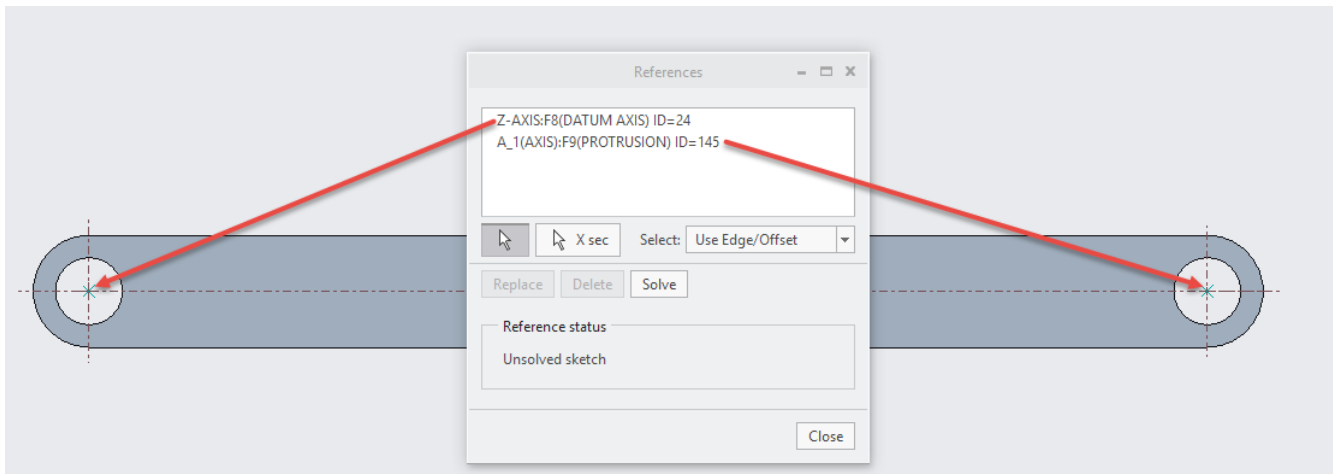 References
Z-AXIS:F8(DATUM AXIS) ID=24
A_1(AXIS):F9(PROTRUSION) ID=145
X sec Select: Use Edge/Offset
Replace Delete Solve
Reference status
Unsolved sketch
Close